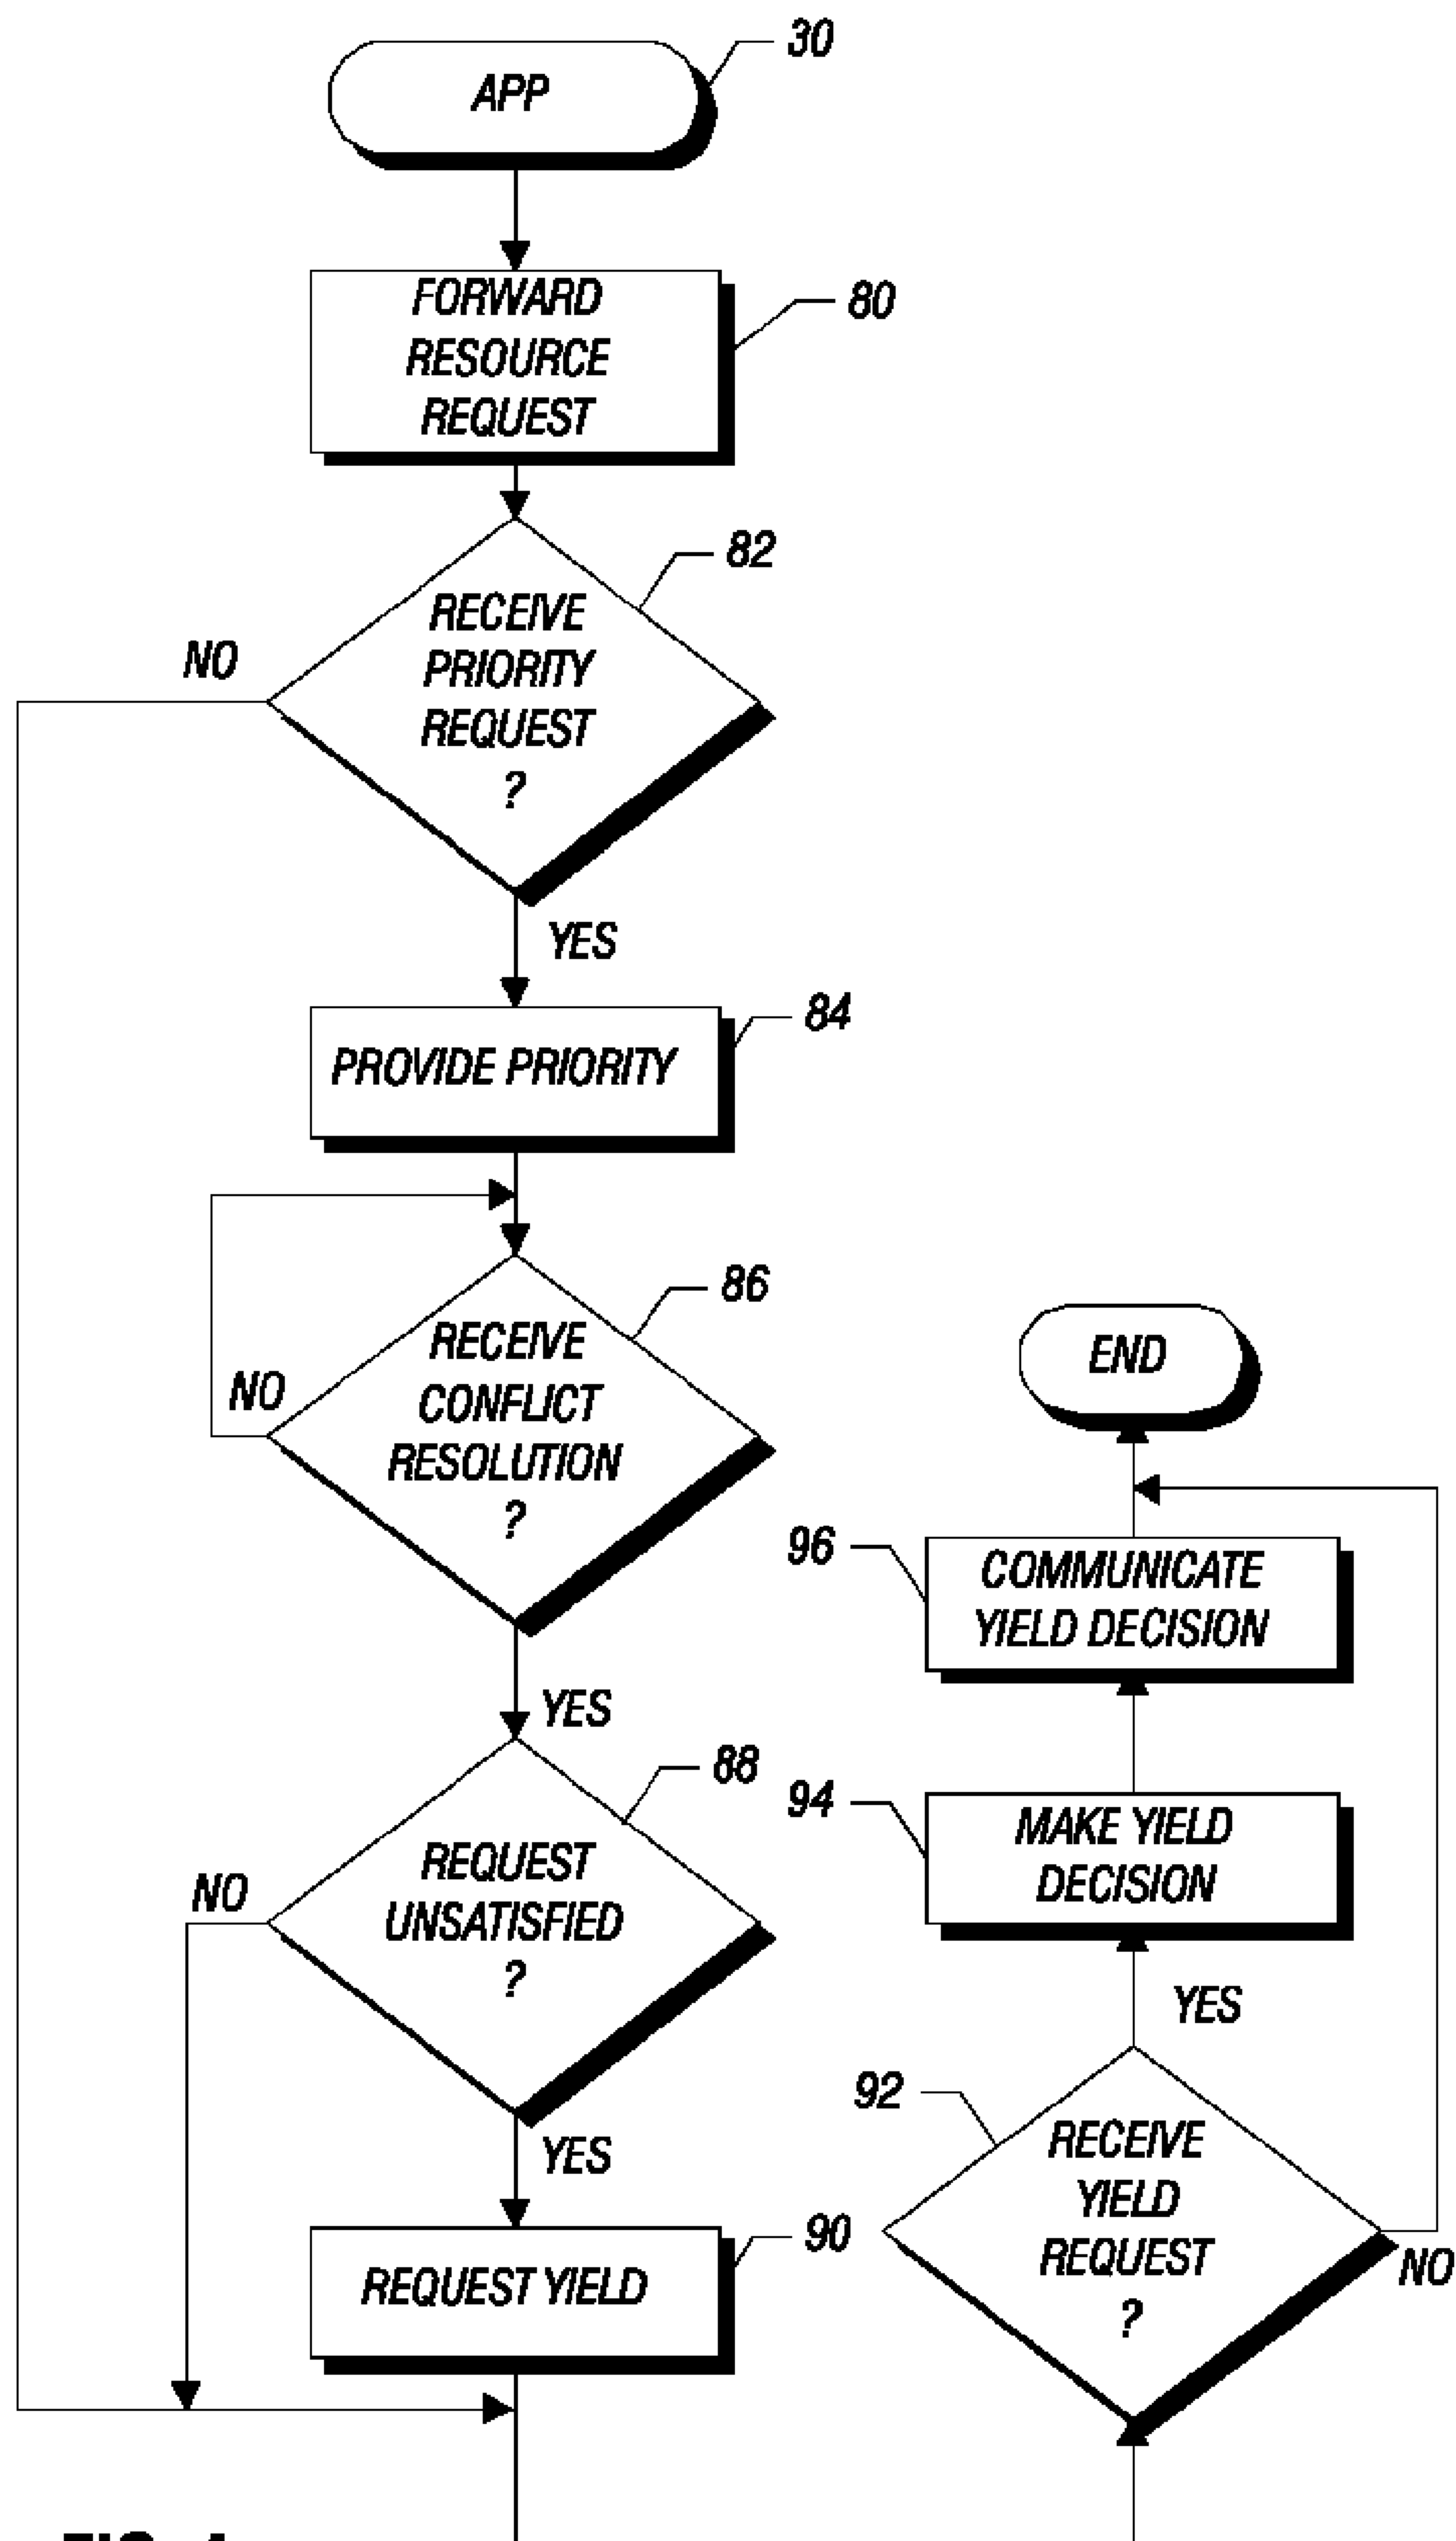 APP
30
FORWARD
RESOURCE
REQUEST
80
RECEIVE
PRIORITY
REQUEST
?
82
NO
YES
PROVIDE PRIORITY
84
RECEIVE
CONFLICT
RESOLUTION
?
86
NO
YES
REQUEST
UNSATISFIED
?
88
NO
YES
REQUEST YIELD
90
RECEIVE
YIELD
REQUEST
?
92
NO
YES
MAKE YIELD
DECISION
94
COMMUNICATE
YIELD DECISION
96
END